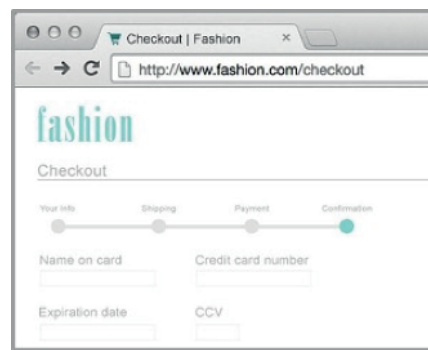 Checkout | Fashion
http://www.fashion.com/checkout
fashion
Checkout
Your Info Shipping Payment Confirmation
Name on card Credit card number
Expiration date CCV